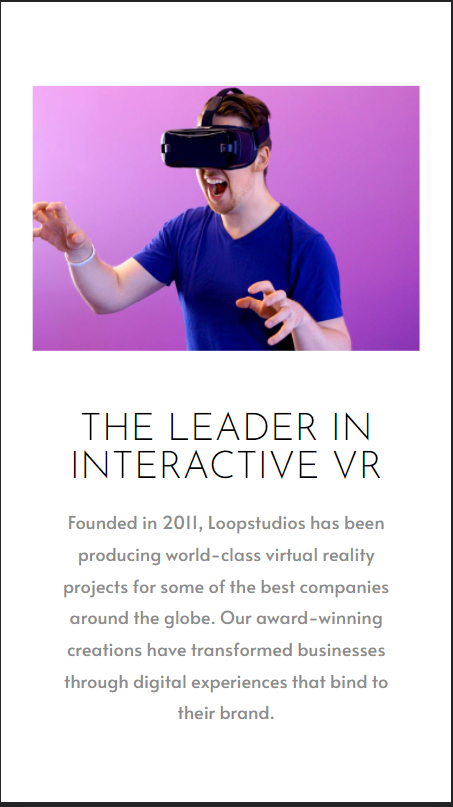 THE LEADER IN
INTERACTIVE VR
Founded in 2011, Loopstudios has been
producing world-class virtual reality
projects for some of the best companies
around the globe. Our award-winning
creations have transformed businesses
through digital experiences that bind to
their brand.